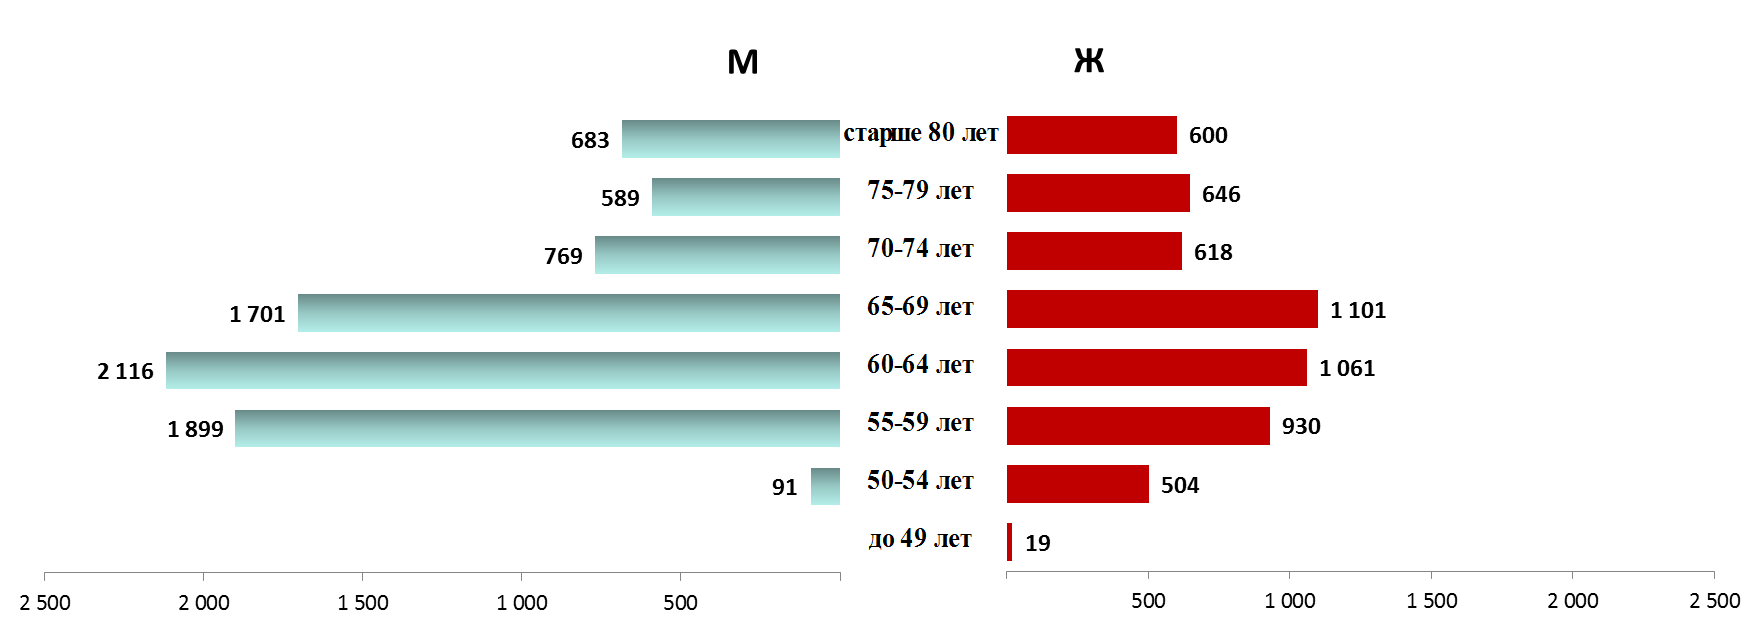 М Ж
683 старше 80 лет 600
589 75-79 лет 646
769 70-74 лет 618
1 701 65-69 лет 1 101
2 116 60-64 лет 1 061
1 899 55-59 лет 930
91 50-54 лет 504
до 49 лет 19
2 500 2 000 1 500 1 000 500 500 1 000 1 500 2 000 2 500